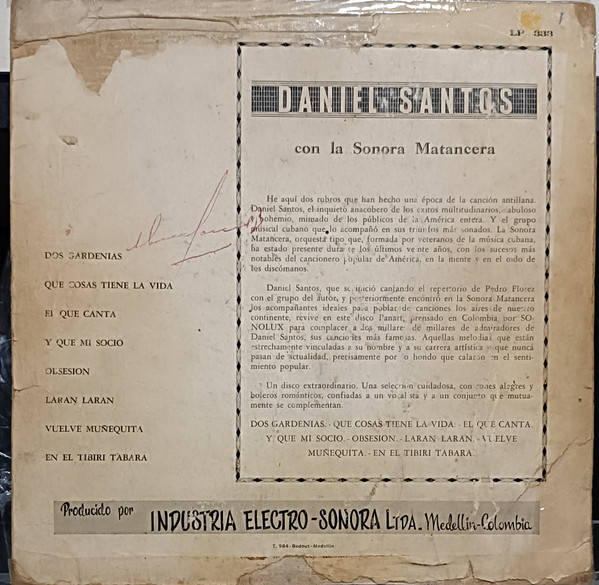 LP 333
DANIEL SANTOS
con la Sonora Matancera
He aquí dos rubros que han hecho una época de la canción antillana.
Daniel Santos, el inquieto anacobero de los éxitos multitudinarios, fabuloso
bohemio, mimado de los públicos de la América entera. Y el grupo
musical cubano que lo acompañó en sus triunfos más sonados. La Sonora
Matancera, orquesta tipo que, formada por veteranos de la música cubana,
ha estado presente durante los últimos veinte años, con los sucesos más
notables del cancionero popular de América, en la mente y en el oído de
los discómanos.
Daniel Santos, que se inició cantando el repertorio de Pedro Florez
con el grupo del autor, y posteriormente encontró en la Sonora Matancera
los acompañantes ideales para poblar de canciones los aires de nuestro
continente, revive en este disco Panart, prensado en Colombia por SO-
NOLUX para complacer a los millares de millares de admiradores de
Daniel Santos, sus canciones más famosas. Aquellas melodías que están
estrechamente vinculadas a su nombre y a su carrera artística y que nunca
pasan de actualidad, precisamente por lo hondo que calaron en el senti-
miento popular.
Un disco extraordinario. Una selección cuidadosa, con sones alegres y
boleros románticos, confiadas a un vocalista y a un conjunto que mutua-
mente se complementan.
DOS GARDENIAS.- QUE COSAS TIENE LA VIDA.- EL QUE CANTA.
Y QUE MI SOCIO.- OBSESION.- LARAN LARAN.- VUELVE
MUÑEQUITA.- EN EL TIBIRI TABARA.
DOS GARDENIAS
QUE COSAS TIENE LA VIDA
EL QUE CANTA
Y QUE MI SOCIO
OBSESION
LARAN LARAN
VUELVE MUÑEQUITA
EN EL TIBIRI TABARA
Producido por INDUSTRIA ELECTRO-SONORA LTDA. Medellín-Colombia
T. 984 - Bedout - Medellín